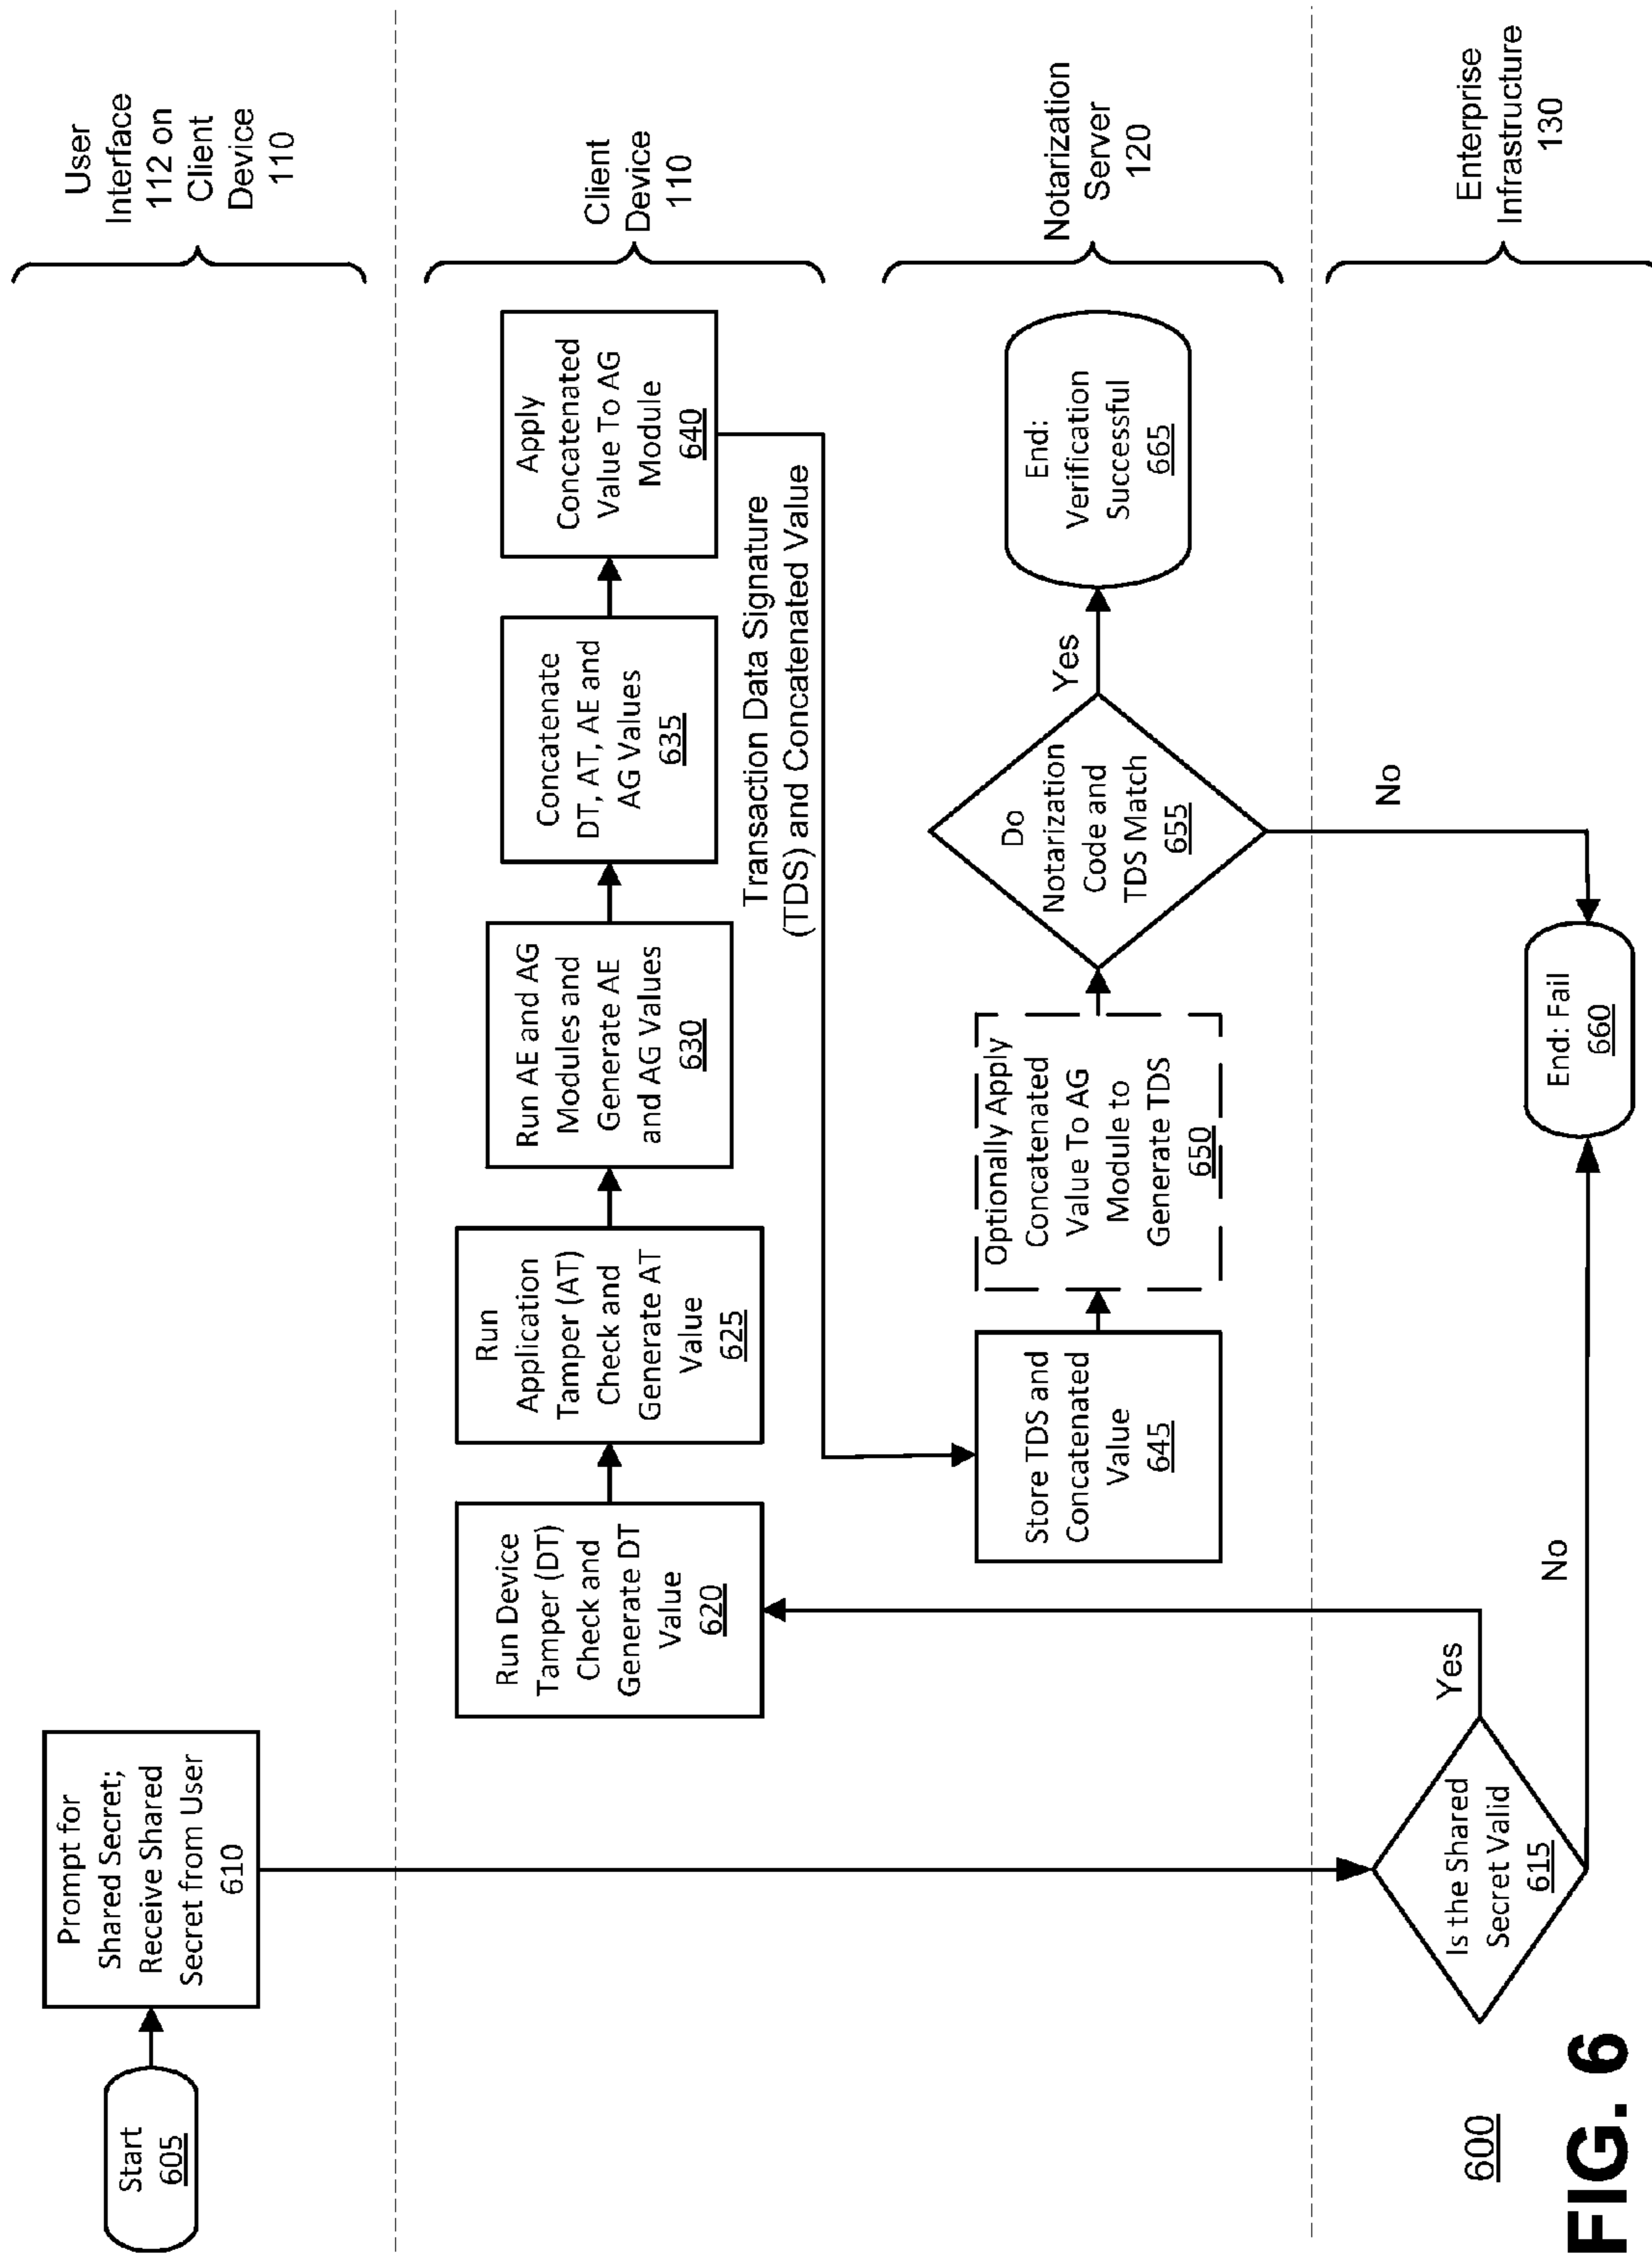 Start
605
Prompt for
Shared Secret;
Receive Shared
Secret from User
610
User
Interface
112 on
Client
Device
110
Run Device
Tamper (DT)
Check and
Generate DT
Value
620
Run
Application
Tamper (AT)
Check and
Generate AT
Value
625
Run AE and AG
Modules and
Generate AE
and AG Values
630
Concatenate
DT, AT, AE and
AG Values
635
Apply
Concatenated
Value To AG
Module
640
Client
Device
110
Transaction Data Signature
(TDS) and Concatenated Value
Store TDS and
Concatenated
Value
645
Optionally Apply
Concatenated
Value To AG
Module to
Generate TDS
650
Do
Notarization
Code and
TDS Match
655
Yes
End:
Verification
Successful
665
Notarization
Server
120
No
Is the Shared
Secret Valid
615
Yes
No
End: Fail
660
Enterprise
Infrastructure
130
600
FIG. 6